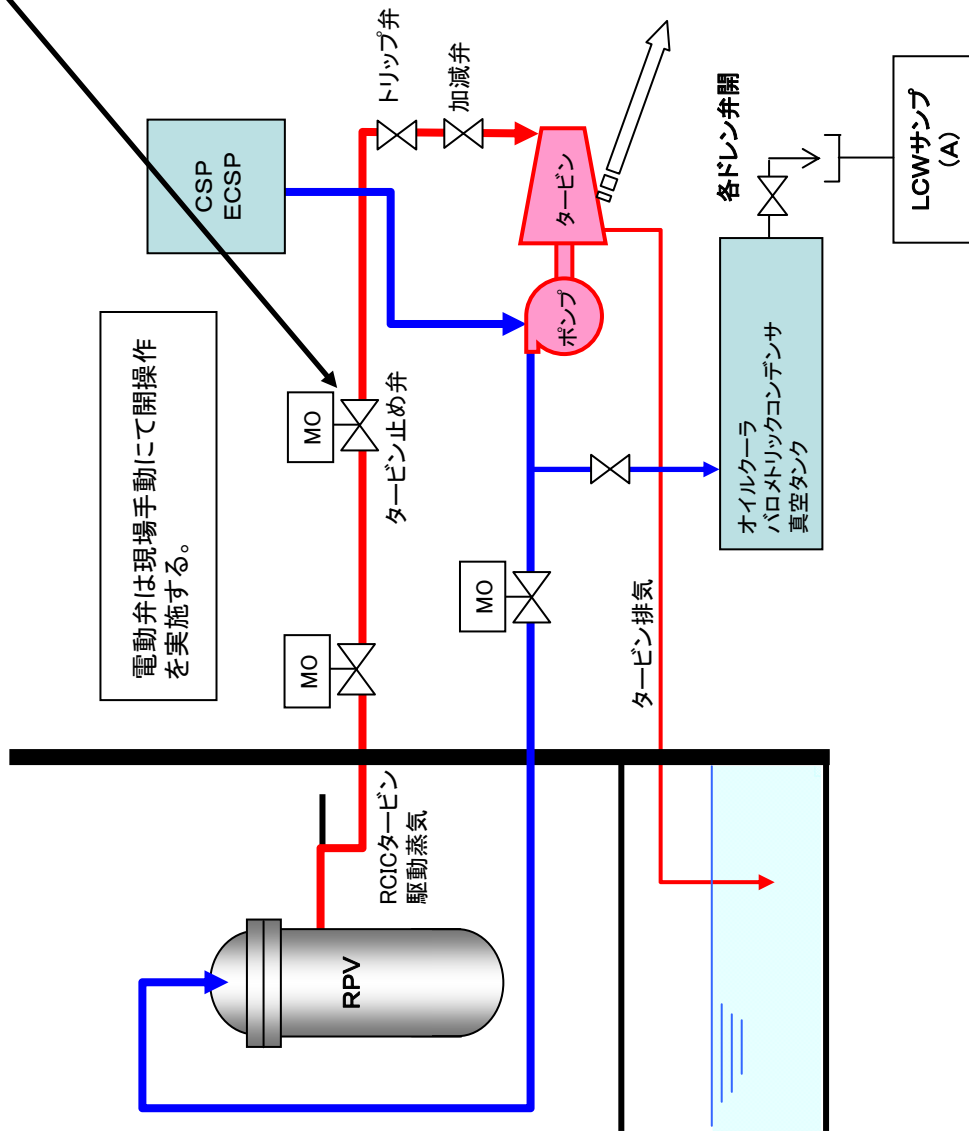 電動弁は現場手動にて開操作
を実施する。
CSP
ECSP
トリップ弁
加減弁
MO
タービン止め弁
MO
RCICタービン
駆動蒸気
RPV
MO
ポンプ
タービン
タービン排気
オイルクーラ
バロメトリックコンデンサ
真空タンク
各ドレン弁開
LCWサンプ
(A)